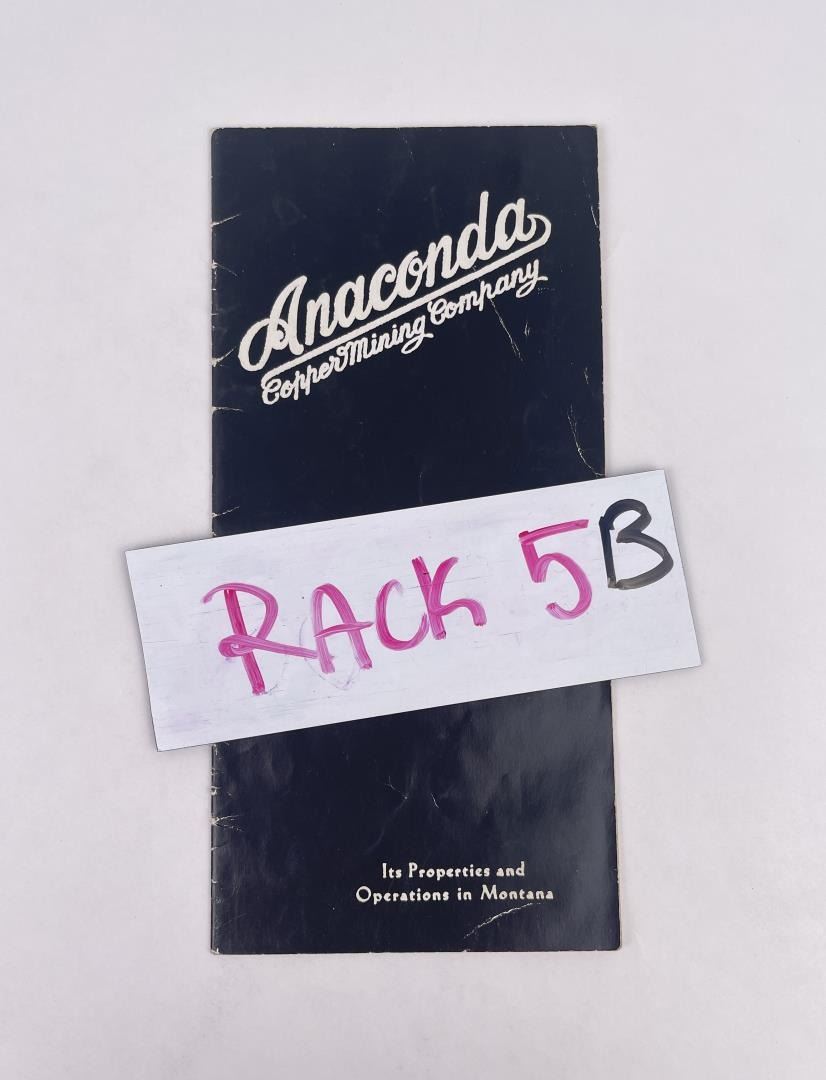 Anaconda
Copper Mining Company
RACK 5B
Its Properties and
Operations in Montana